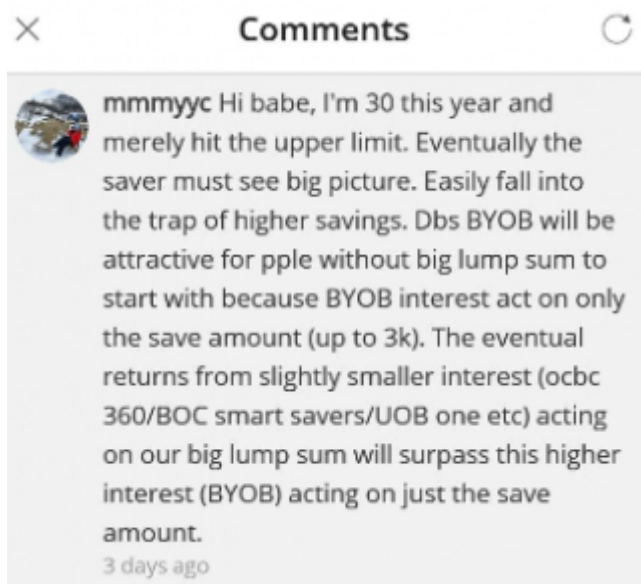 Comments
mmmyyc Hi babe, I'm 30 this year and
merely hit the upper limit. Eventually the
saver must see big picture. Easily fall into
the trap of higher savings. Dbs BYOB will be
attractive for pple without big lump sum to
start with because BYOB interest act on only
the save amount (up to 3k). The eventual
returns from slightly smaller interest (ocbc
360/BOC smart savers/UOB one etc) acting
on our big lump sum will surpass this higher
interest (BYOB) acting on just the save
amount.
3 days ago